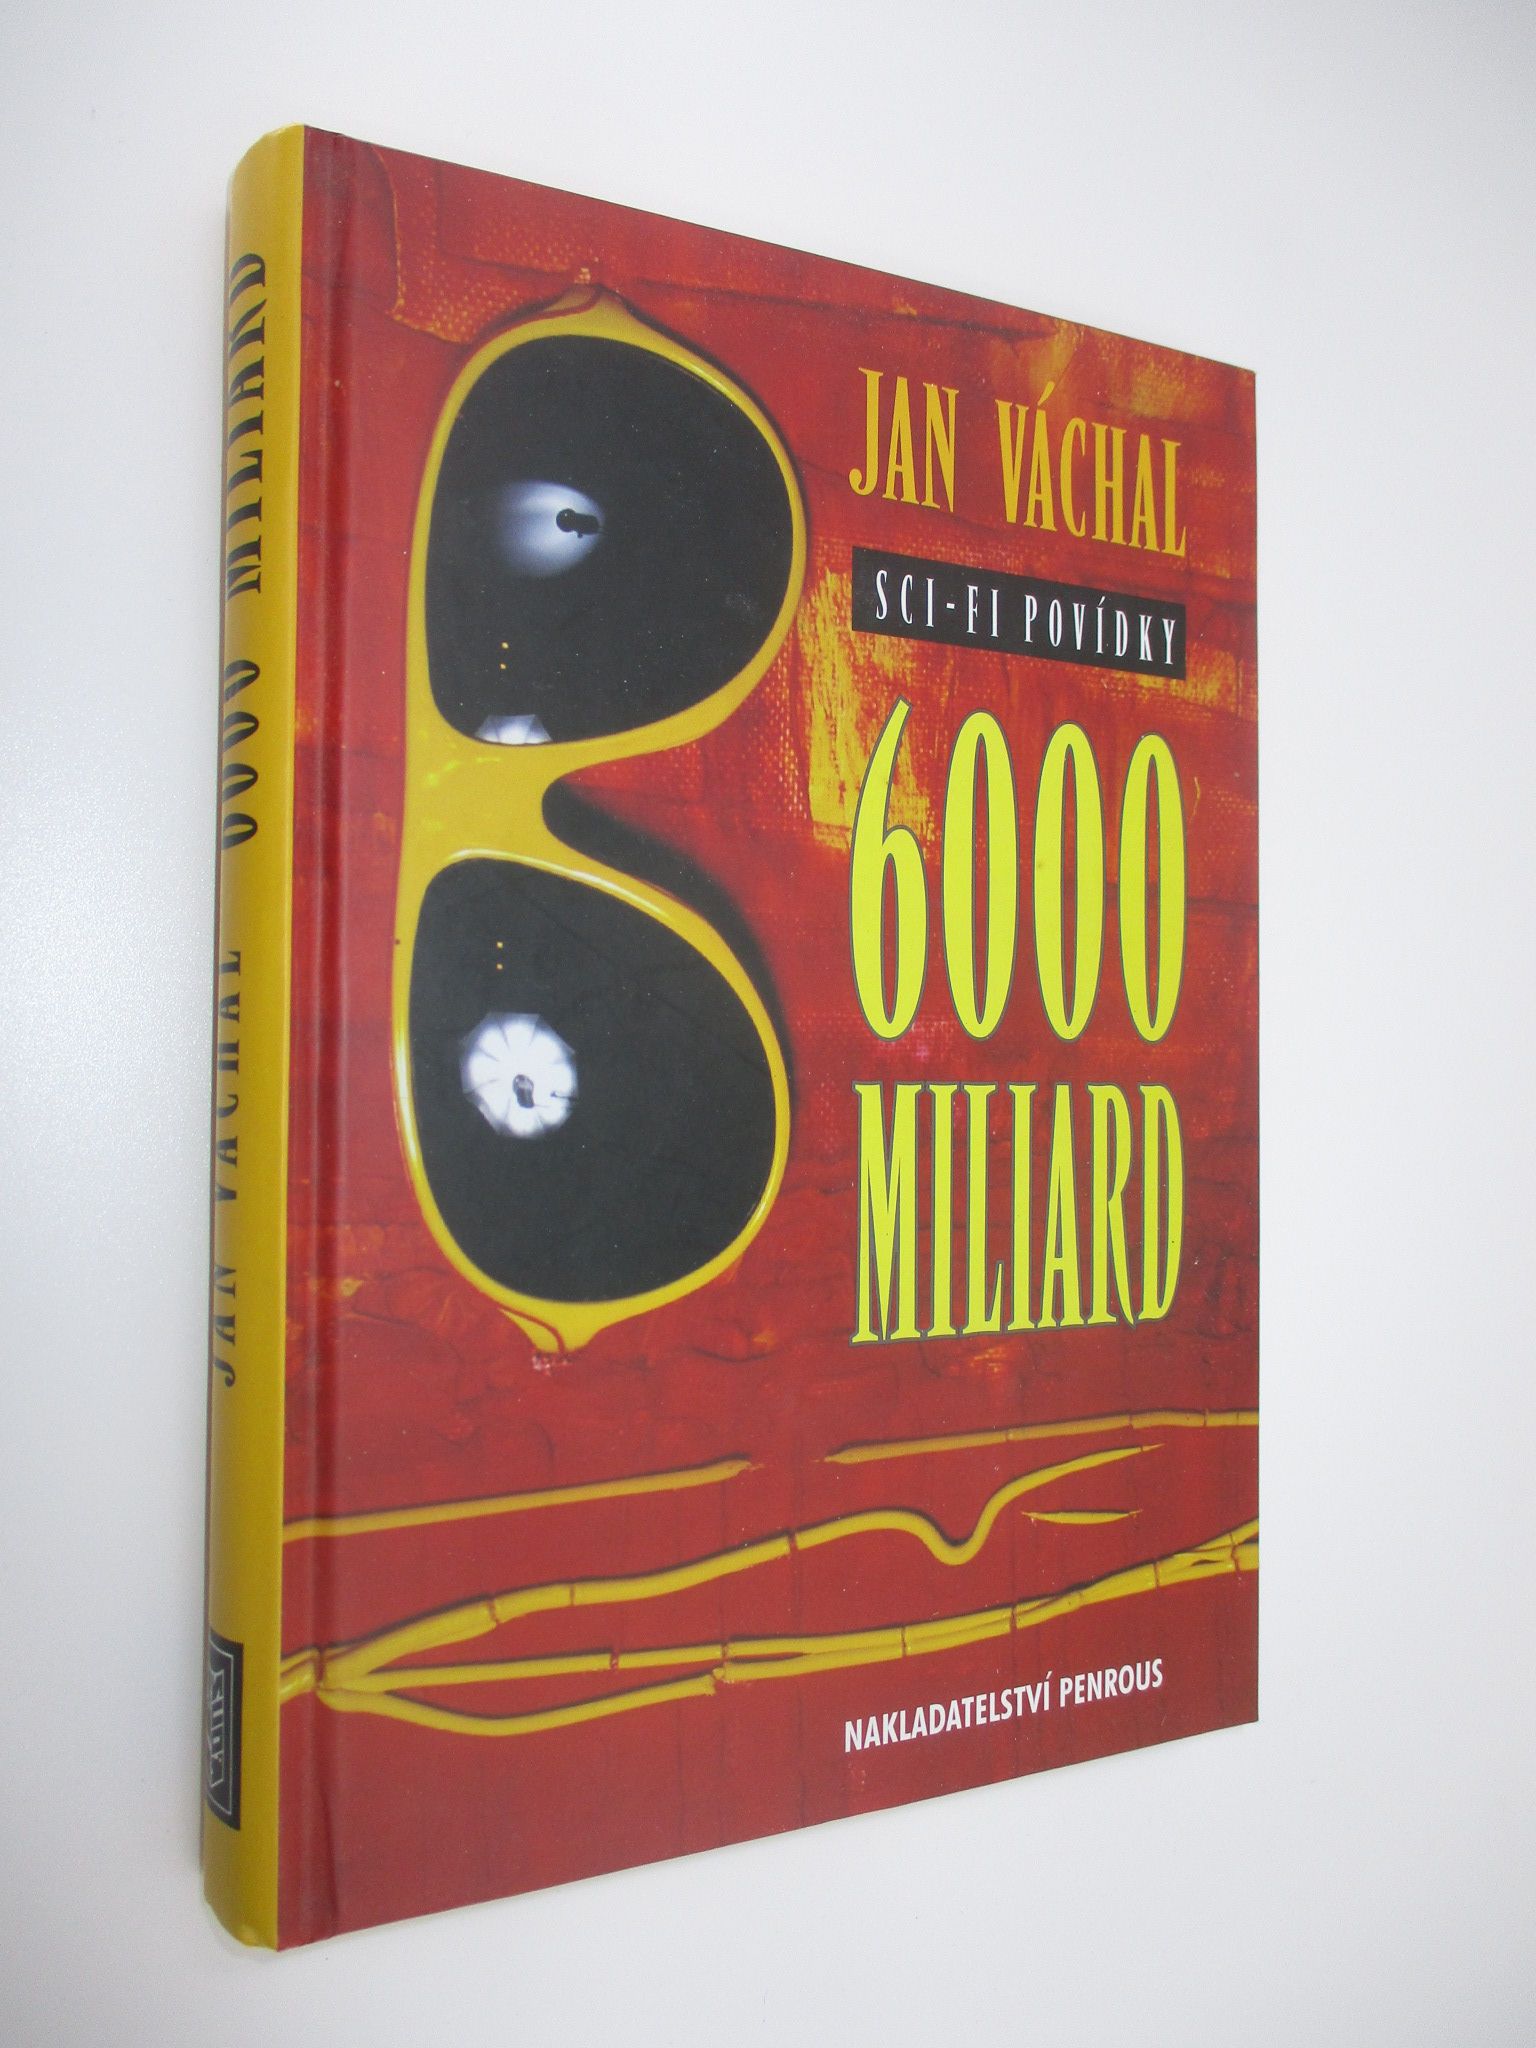 JAN VÁCHAL
SCI-FI POVÍDKY
6000
MILIARD
NAKLADATELSTVÍ PENROUS
JAN VÁCHAL 6000 MILIARD